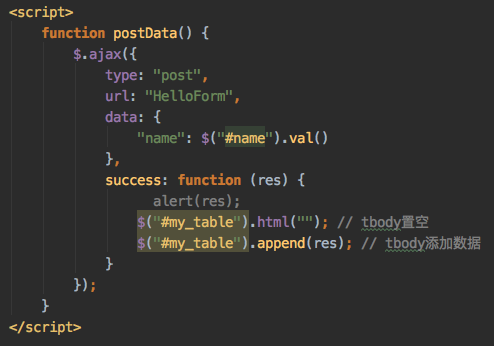 <script>
function postData() {
$.ajax({
type: "post",
url: "HelloForm",
data: {
"name": $("#name").val()
},
success: function (res) {
alert(res);
$("#my_table").html(""); // tbody置空
$("#my_table").append(res); // tbody添加数据
}
});
}
</script>